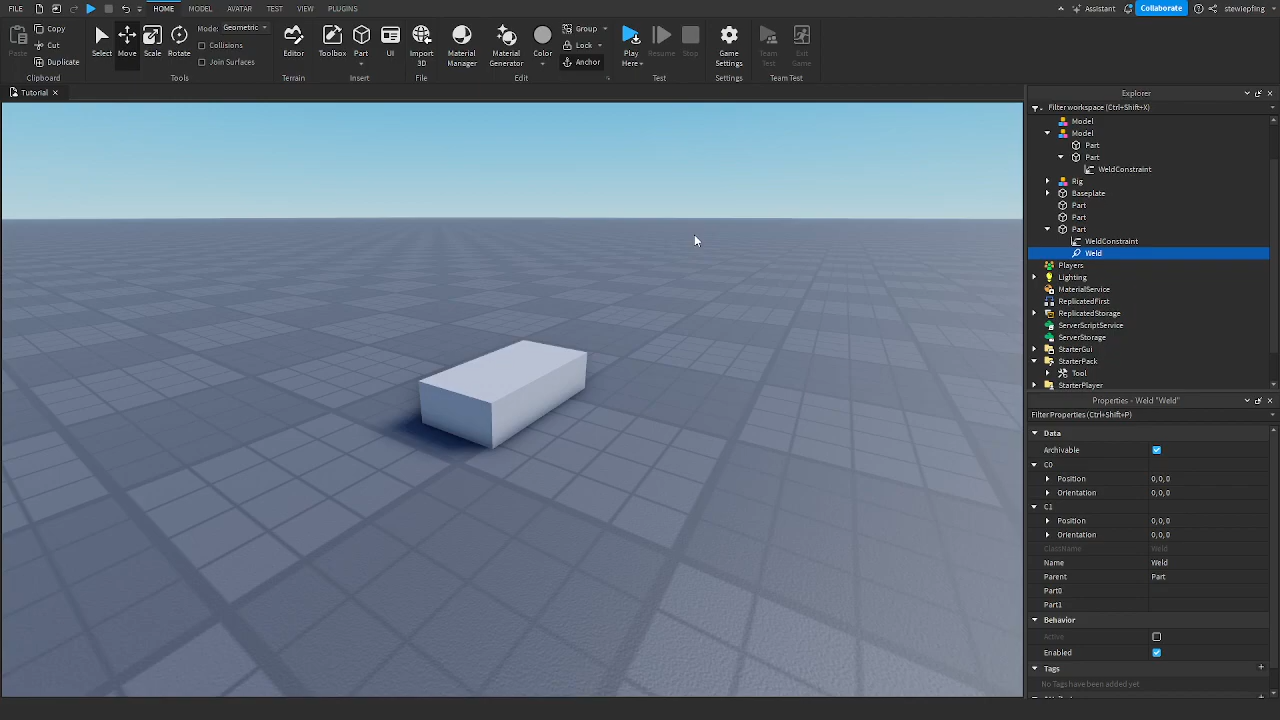 FILE
HOME MODEL AVATAR TEST VIEW PLUGINS
Assistant Collaborate stewiepfing
Paste Copy Cut Duplicate
Clipboard
Select Move Scale Rotate
Mode: Geometric
Collisions
Join Surfaces
Tools
Editor
Terrain
Toolbox Part UI
Insert
Import 3D
File
Material Manager Material Generator Color Group Lock Anchor
Edit
Play Here Resume Stop
Test
Game Settings
Settings
Team Test Exit Game
Team Test
Tutorial
Explorer
Filter workspace (Ctrl+Shift+X)
Model
Model
Part
Part
WeldConstraint
Rig
Baseplate
Part
Part
Part
WeldConstraint
Weld
Players
Lighting
MaterialService
ReplicatedFirst
ReplicatedStorage
ServerScriptService
ServerStorage
StarterGui
StarterPack
Tool
StarterPlayer
Properties - Weld "Weld"
Filter Properties (Ctrl+Shift+P)
Data
Archivable
C0
Position 0, 0, 0
Orientation 0, 0, 0
C1
Position 0, 0, 0
Orientation 0, 0, 0
ClassName Weld
Name Weld
Parent Part
Part0
Part1
Behavior
Active
Enabled
Tags
No Tags have been added yet